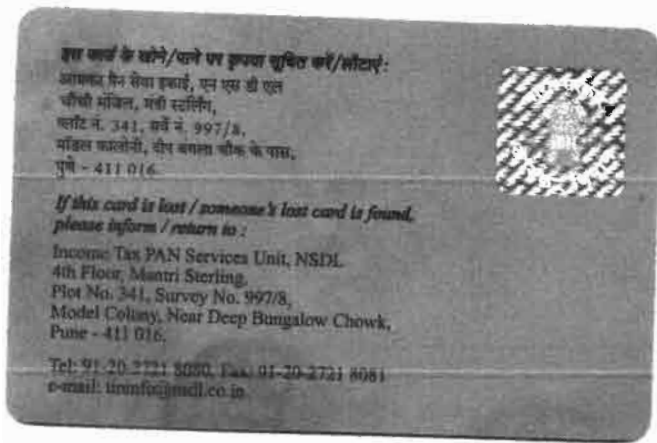 इस कार्ड के खोने/पाने पर कृपया सूचित करें/लौटाएं:
आयकर पैन सेवा इकाई, एन एस डी एल
चौथी मंजिल, मंत्री स्टर्लिंग,
प्लॉट नं. 341, सर्वे नं. 997/8,
मॉडल कालोनी, दीप बंगला चौक के पास,
पुणे - 411 016.
If this card is lost / someone's lost card is found,
please inform / return to :
Income Tax PAN Services Unit, NSDL
4th Floor, Mantri Sterling,
Plot No. 341, Survey No. 997/8,
Model Colony, Near Deep Bungalow Chowk,
Pune - 411 016.
Tel: 91-20-2721 8080, Fax: 91-20-2721 8081
e-mail: tininfo@nsdl.co.in